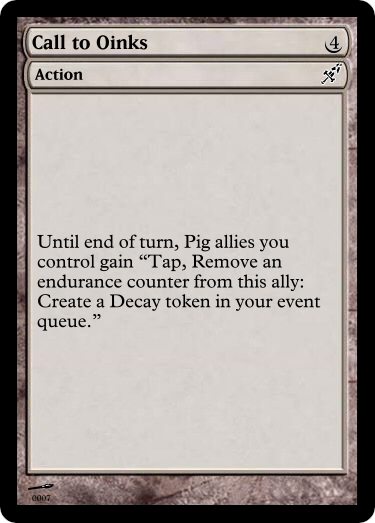 Call to Oinks 4
Action
Until end of turn, Pig allies you
control gain “Tap, Remove an
endurance counter from this ally:
Create a Decay token in your event
queue.”
0007